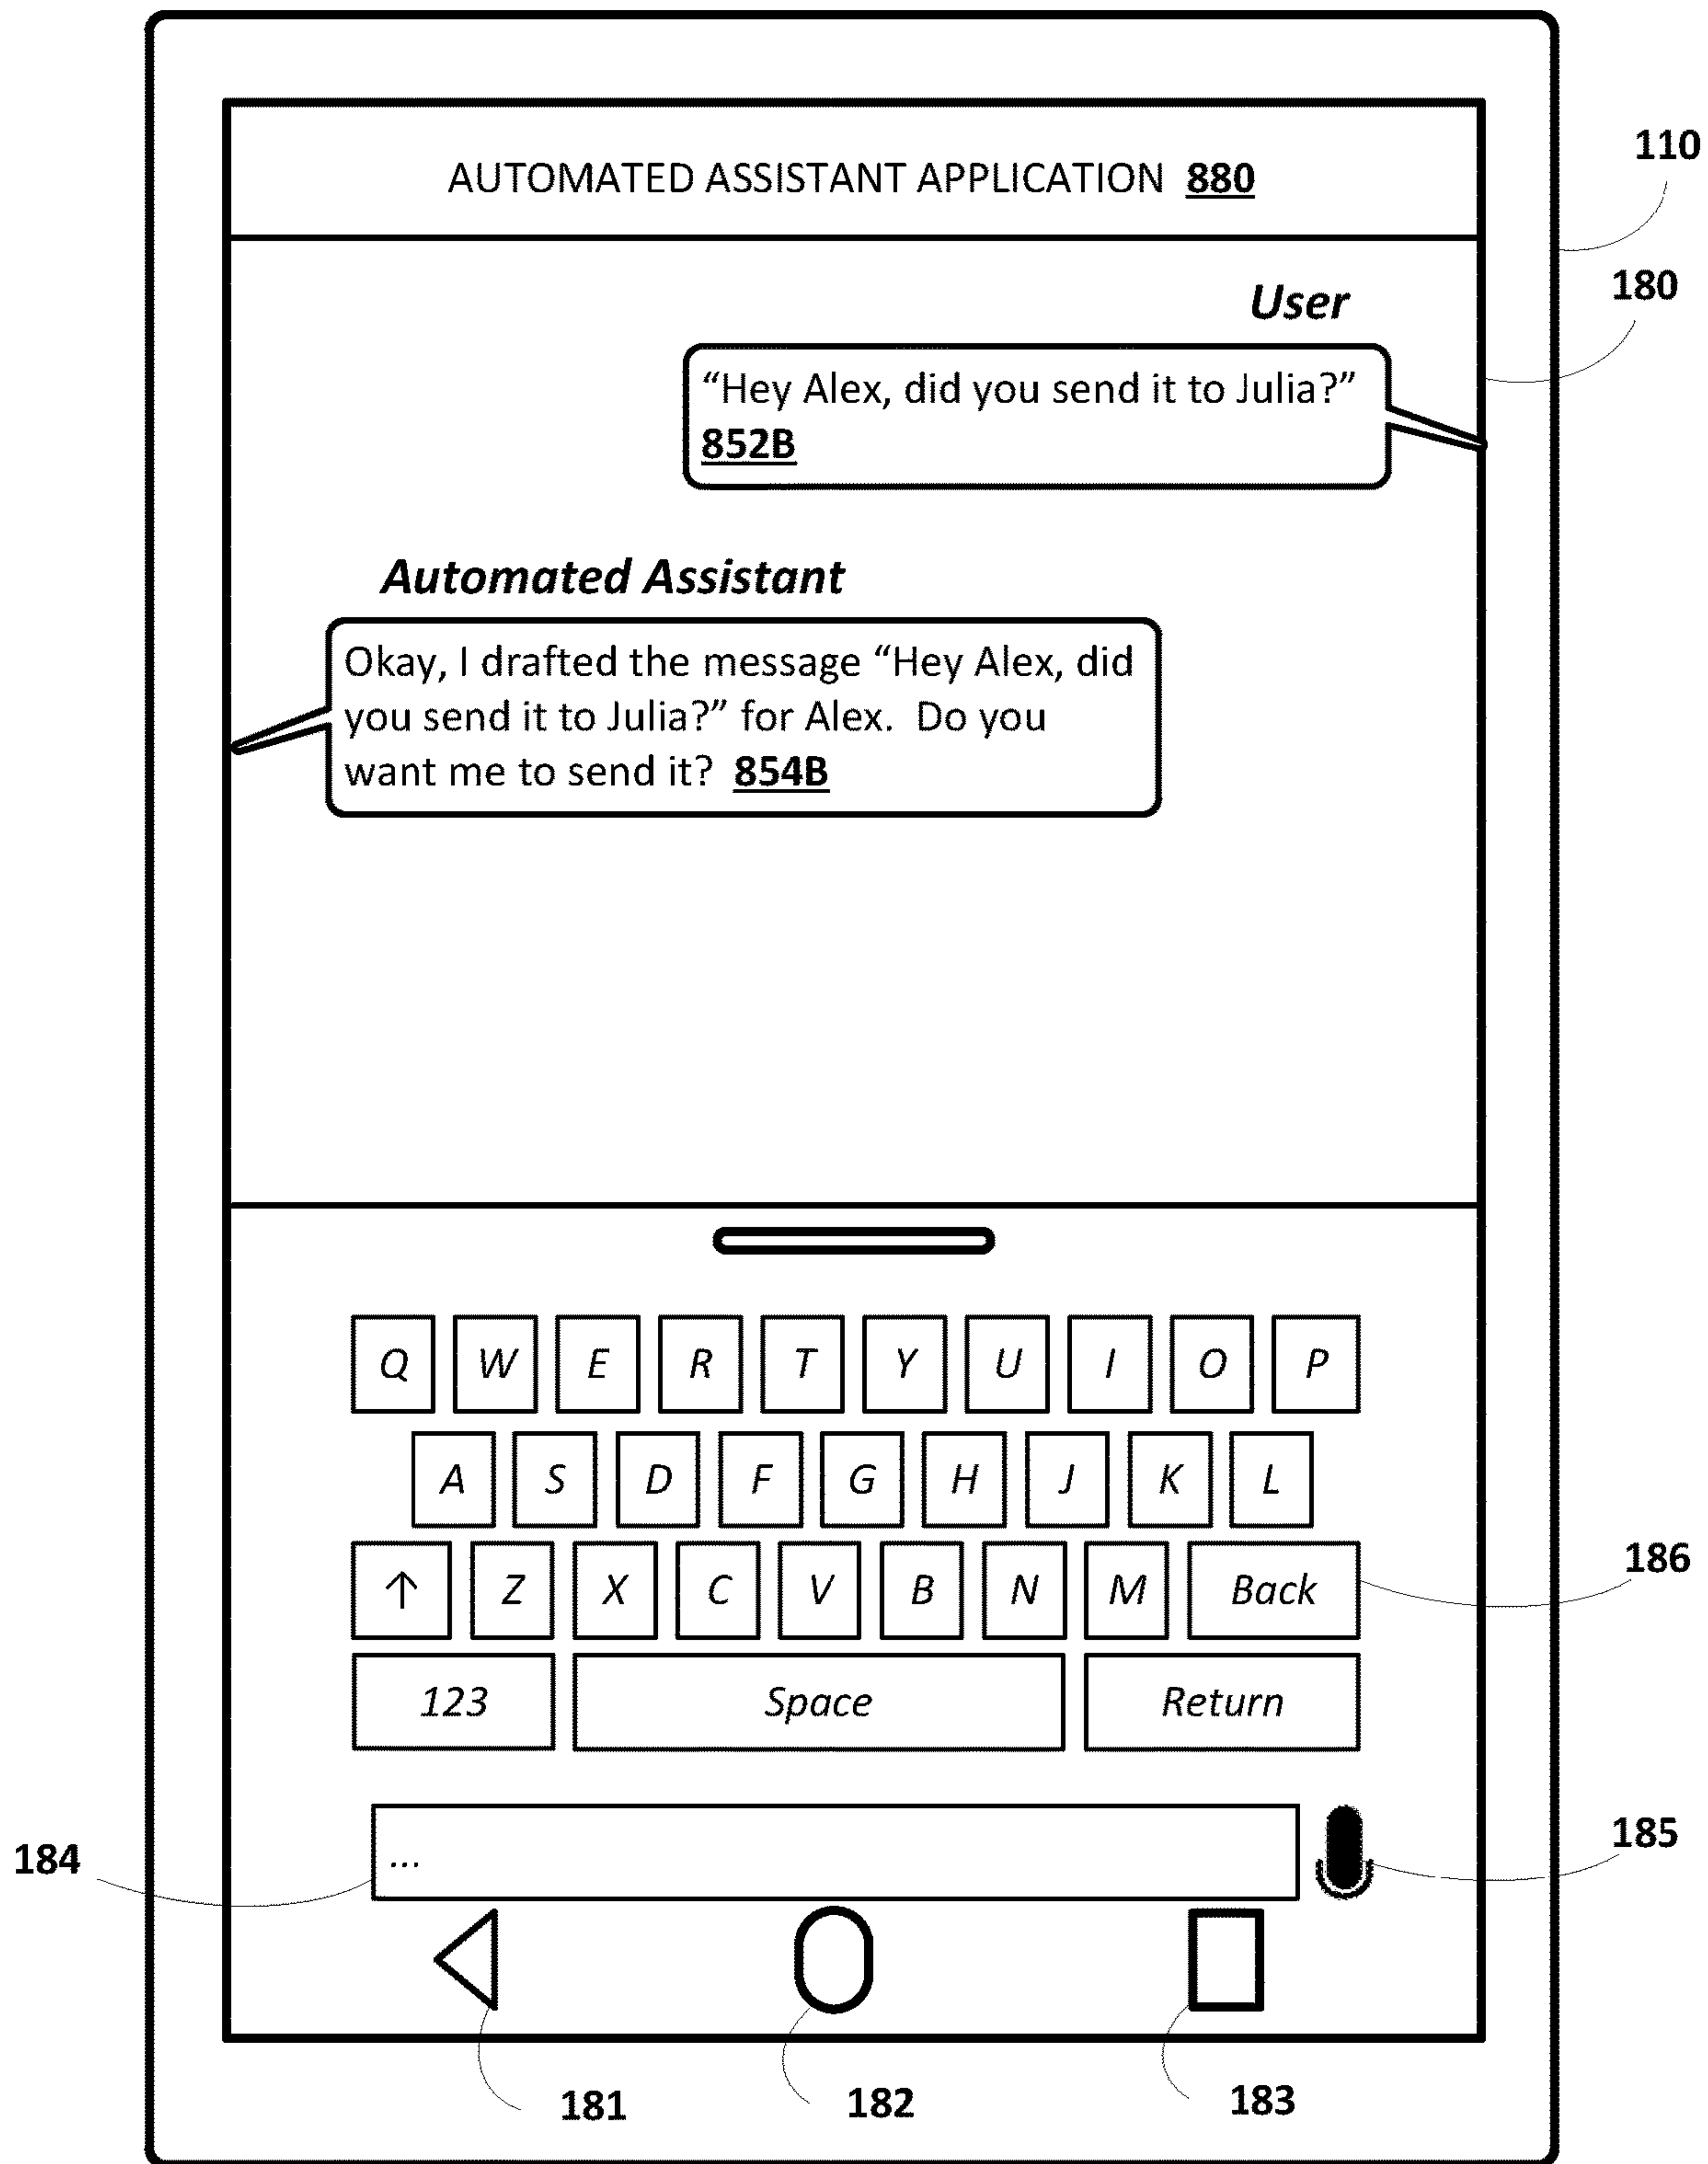 AUTOMATED ASSISTANT APPLICATION 880
110
180
User
“Hey Alex, did you send it to Julia?”
852B
Automated Assistant
Okay, I drafted the message “Hey Alex, did
you send it to Julia?” for Alex. Do you
want me to send it? 854B
Q W E R T Y U I O P
A S D F G H J K L
↑ Z X C V B N M Back
186
123 Space Return
184
...
185
181
182
183